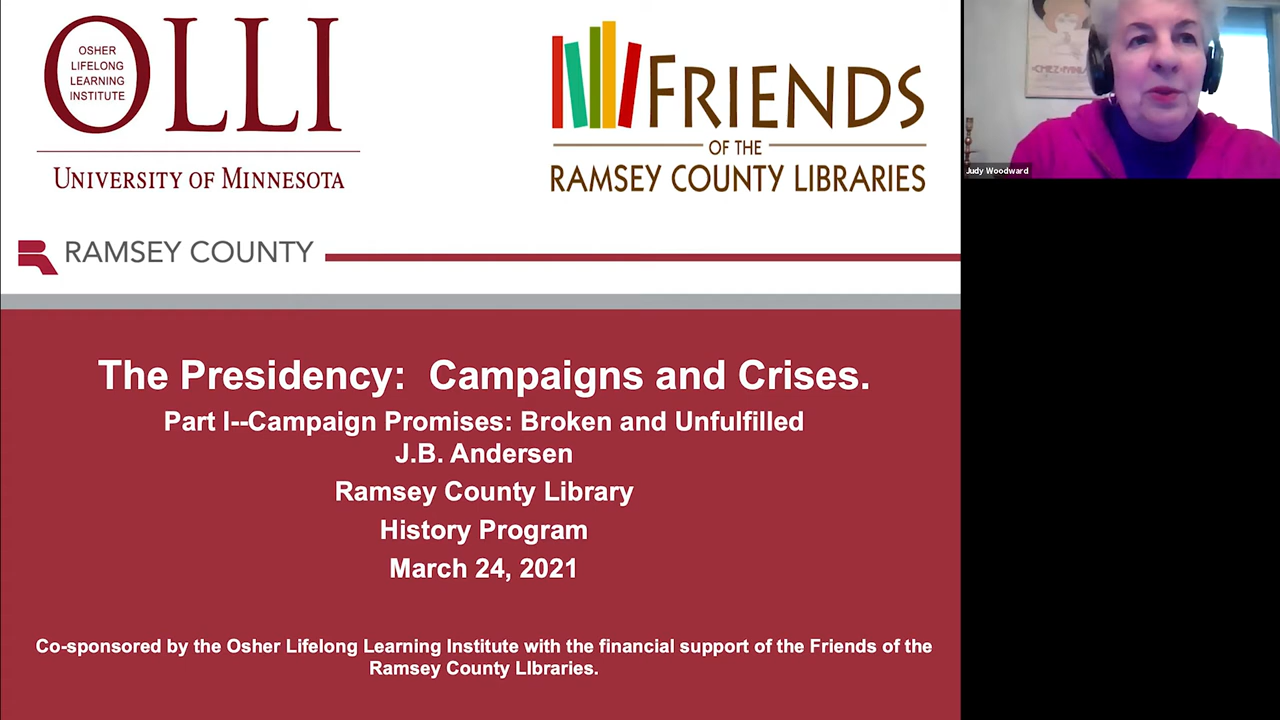 OLLI
OSHER
LIFELONG
LEARNING
INSTITUTE
UNIVERSITY OF MINNESOTA
FRIENDS
OF THE
RAMSEY COUNTY LIBRARIES
RAMSEY COUNTY
The Presidency:  Campaigns and Crises.
Part I--Campaign Promises: Broken and Unfulfilled
J.B. Andersen
Ramsey County Library
History Program
March 24, 2021
Co-sponsored by the Osher Lifelong Learning Institute with the financial support of the Friends of the
Ramsey County LIbraries.
Judy Woodward